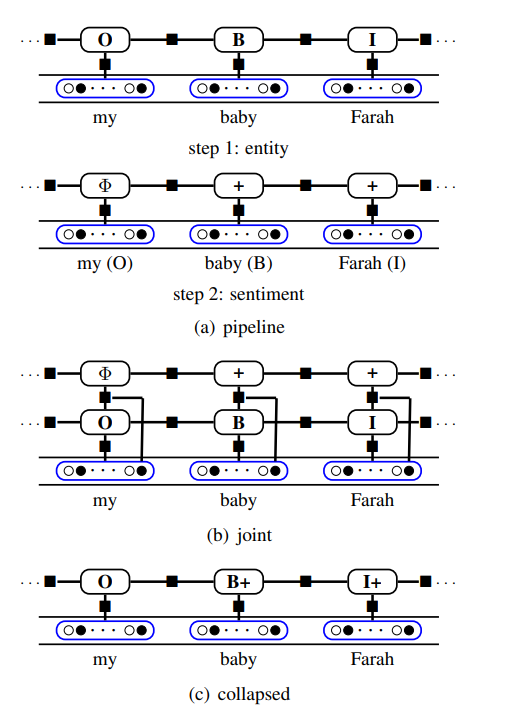 ... O B I ...
my baby Farah
step 1: entity
... Φ + + ...
my (O) baby (B) Farah (I)
step 2: sentiment
(a) pipeline
... Φ + + ...
... O B I ...
my baby Farah
(b) joint
... O B+ I+ ...
my baby Farah
(c) collapsed